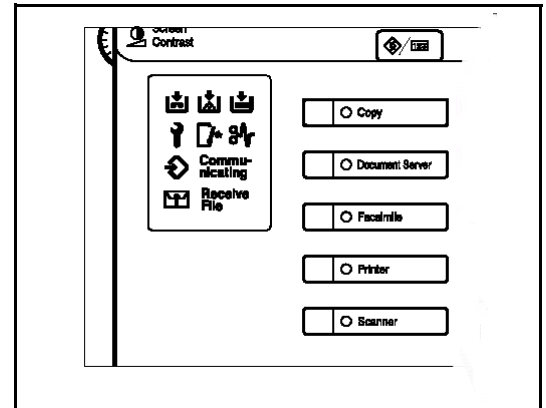 Screen
Contrast
Copy
Document Server
Commu-
nicating
Receive
File
Facsimile
Printer
Scanner